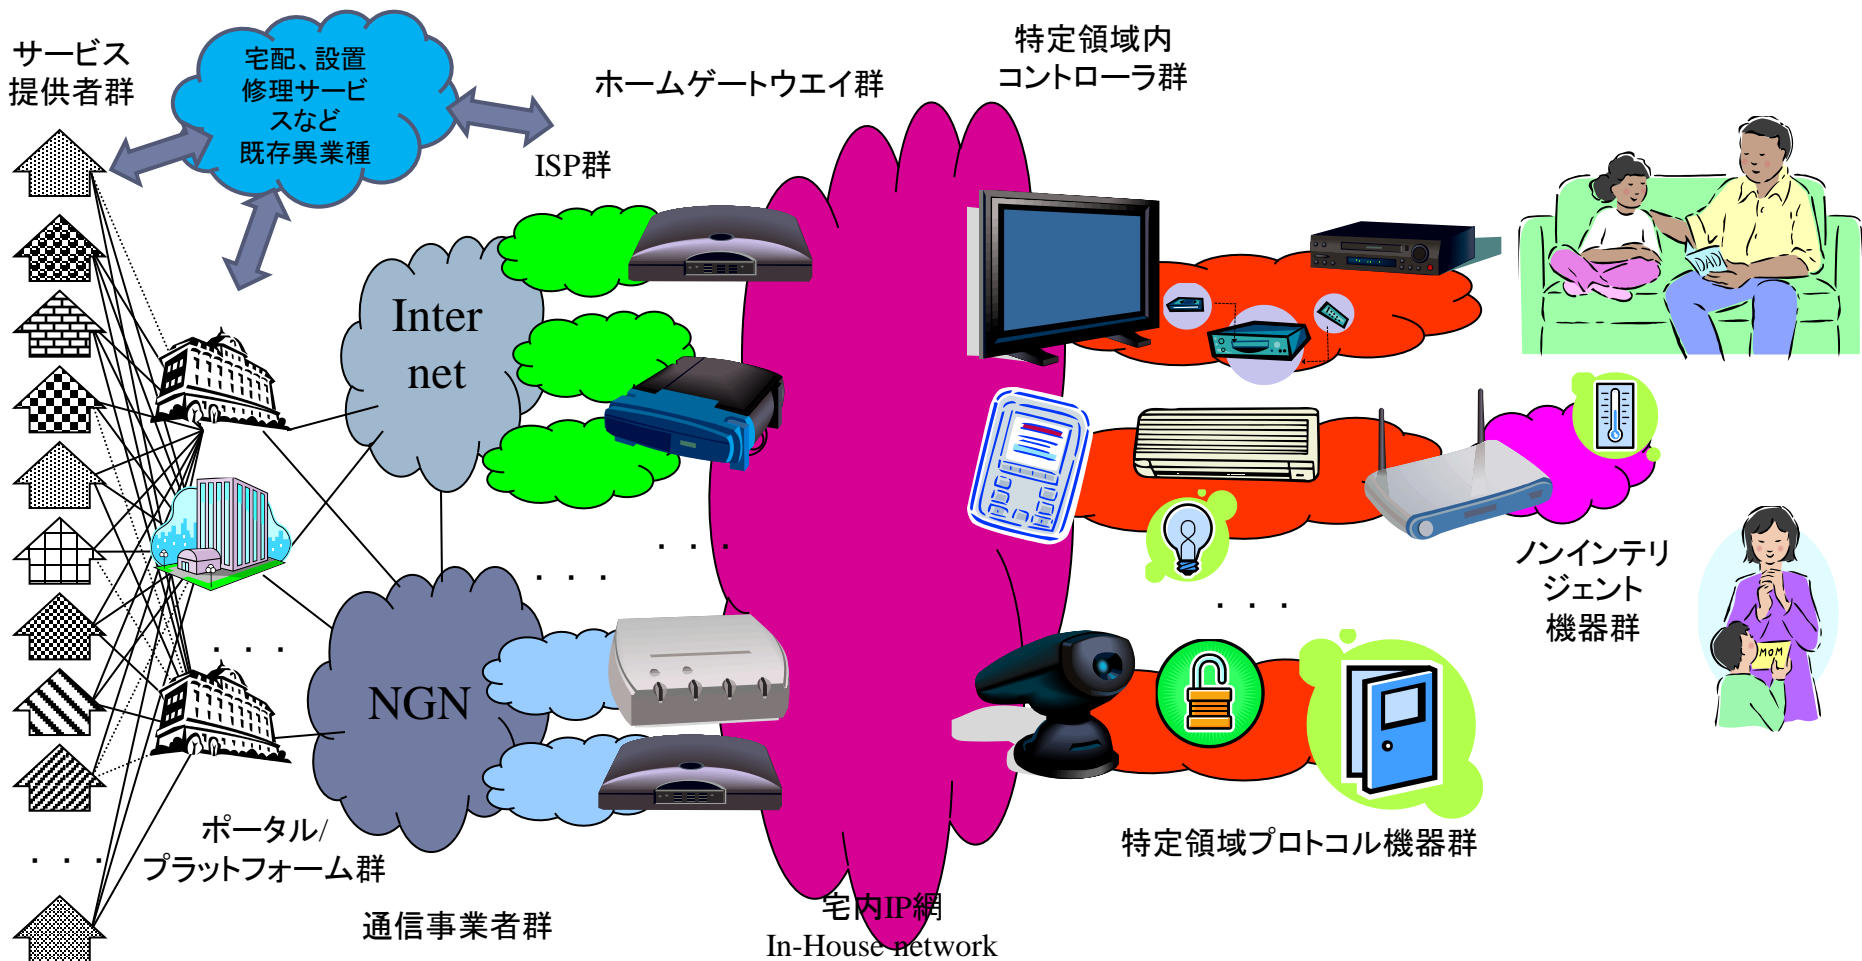 サービス
提供者群
宅配、設置
修理サービ
スなど
既存異業種
ホームゲートウエイ群
特定領域内
コントローラ群
ISP群
Inter
net
DAD
ノンインテリ
ジェント
機器群
MOM
・・・
・・・
・・・
・・・
NGN
ポータル/
プラットフォーム群
・・・
通信事業者群
特定領域プロトコル機器群
宅内IP網
In-House network